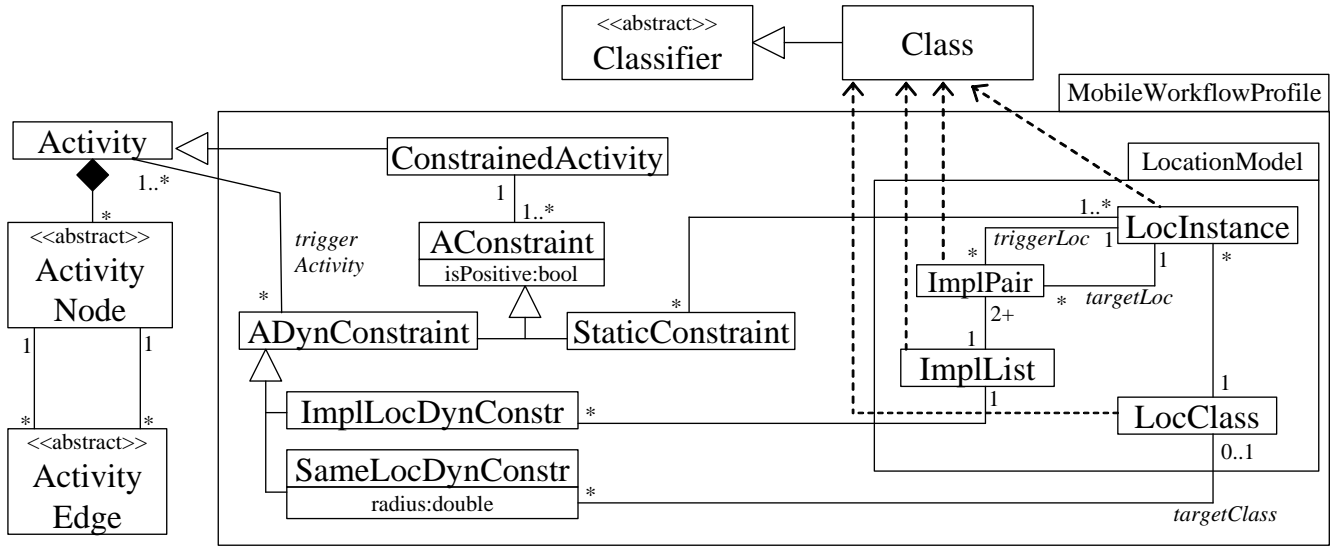 <<abstract>>
Classifier
Class
MobileWorkflowProfile
Activity
ConstrainedActivity
LocationModel
1..*
1
1..*
1..*
*
<<abstract>>
Activity
Node
trigger
Activity
AConstraint
isPositive:bool
LocInstance
triggerLoc
1
1
*
*
ImplPair
*
targetLoc
*
*
ADynConstraint
StaticConstraint
2+
1
1
1
ImplList
1
1
ImplLocDynConstr
*
LocClass
*
*
<<abstract>>
Activity
Edge
SameLocDynConstr
radius:double
*
0..1
targetClass